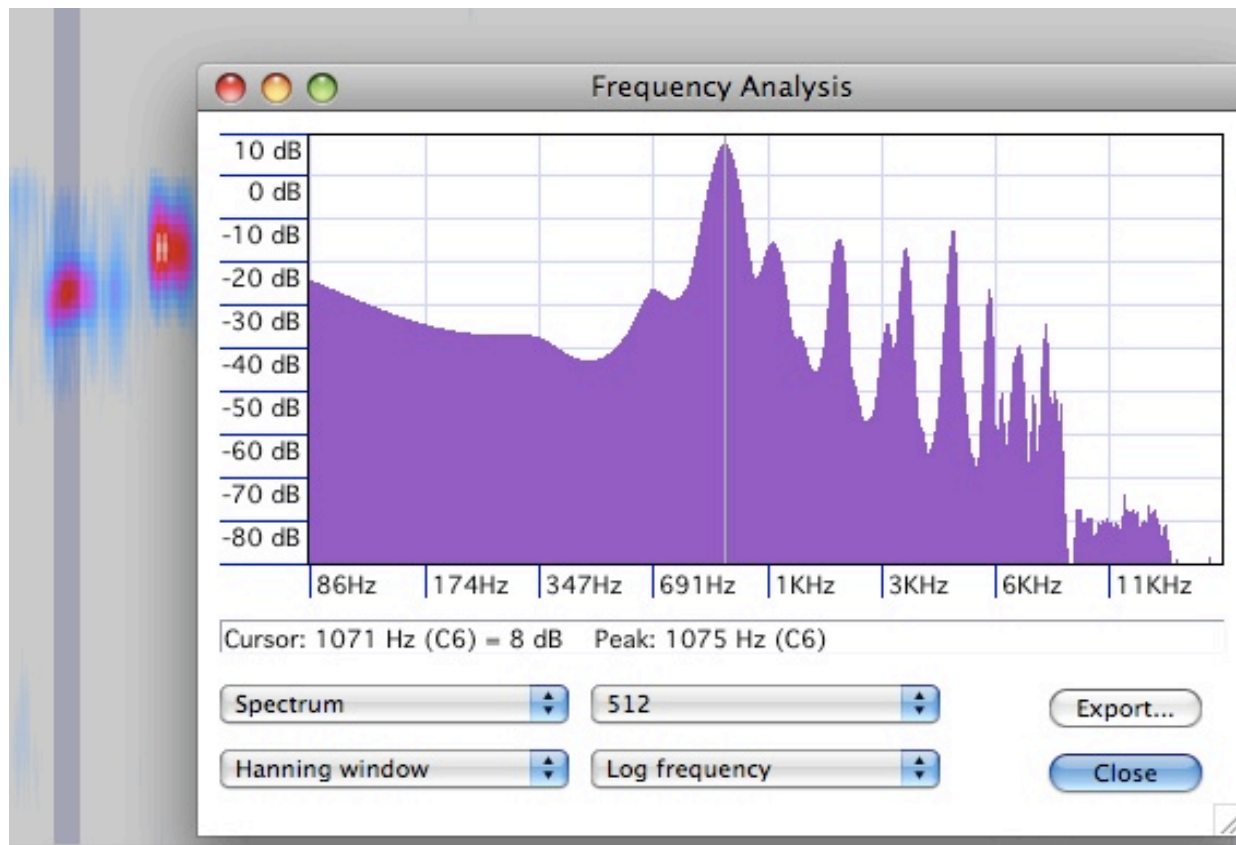 Frequency Analysis
10 dB
0 dB
-10 dB
-20 dB
-30 dB
-40 dB
-50 dB
-60 dB
-70 dB
-80 dB
86Hz 174Hz 347Hz 691Hz 1KHz 3KHz 6KHz 11KHz
Cursor: 1071 Hz (C6) = 8 dB Peak: 1075 Hz (C6)
Spectrum 512 Export...
Hanning window Log frequency Close